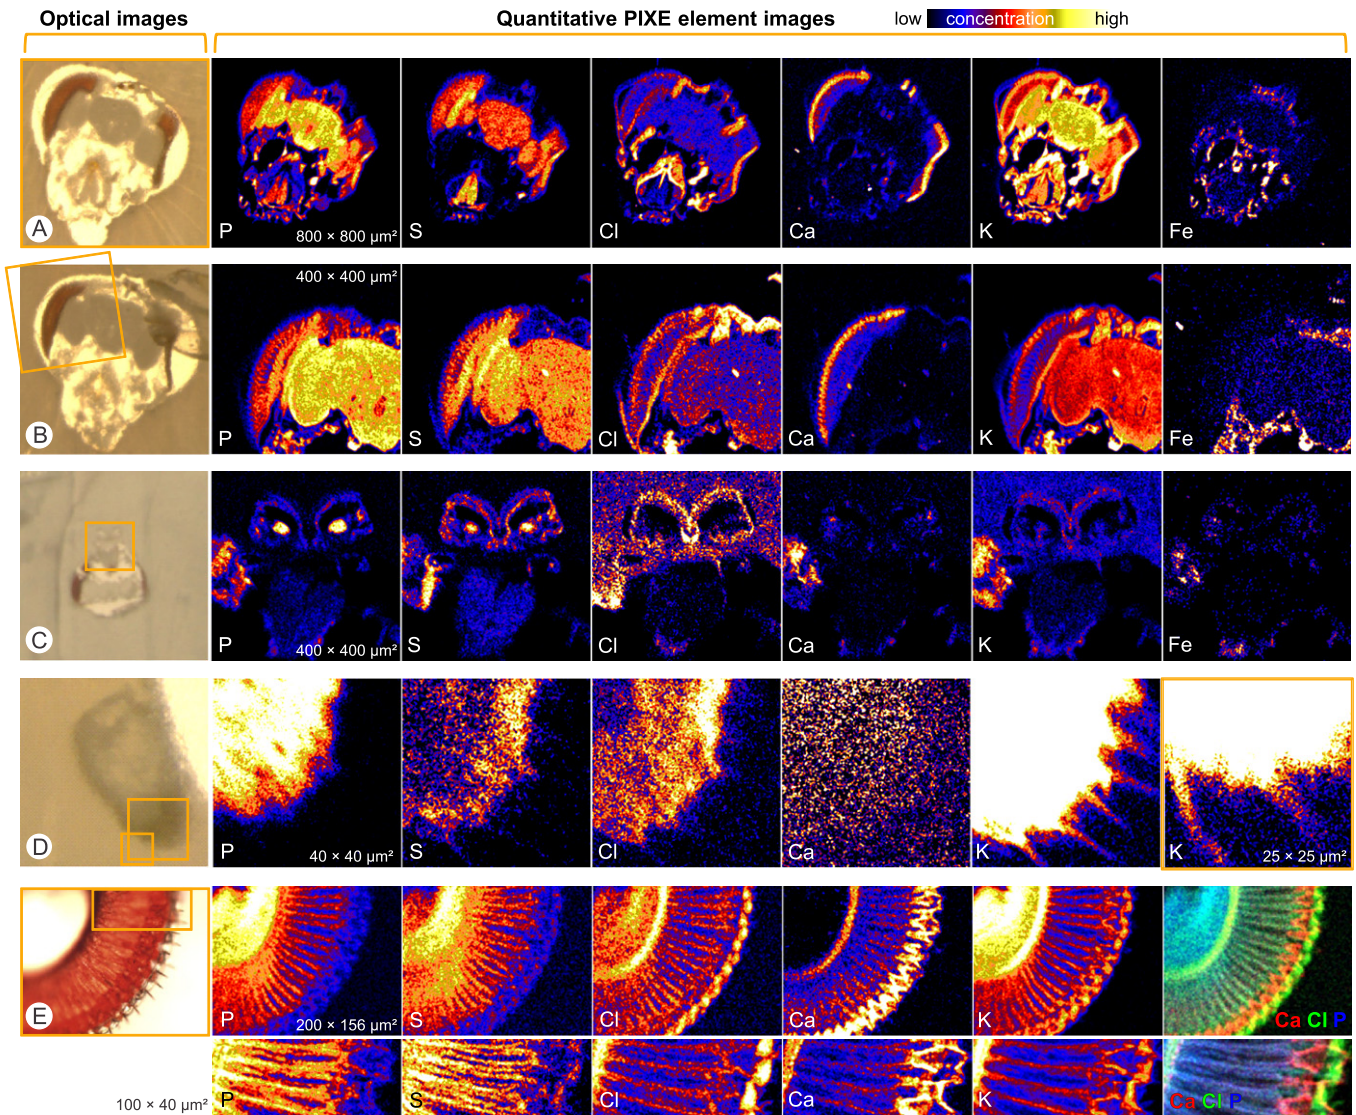 Optical images
Quantitative PIXE element images
low concentration high
A
P 800 × 800 µm² S Cl Ca K Fe
400 × 400 µm²
B
P S Cl Ca K Fe
C
P 400 × 400 µm² S Cl Ca K Fe
D
P 40 × 40 µm² S Cl Ca K K 25 × 25 µm²
E
P 200 × 156 µm² S Cl Ca K Ca Cl P
100 × 40 µm² P S Cl Ca K Ca Cl P